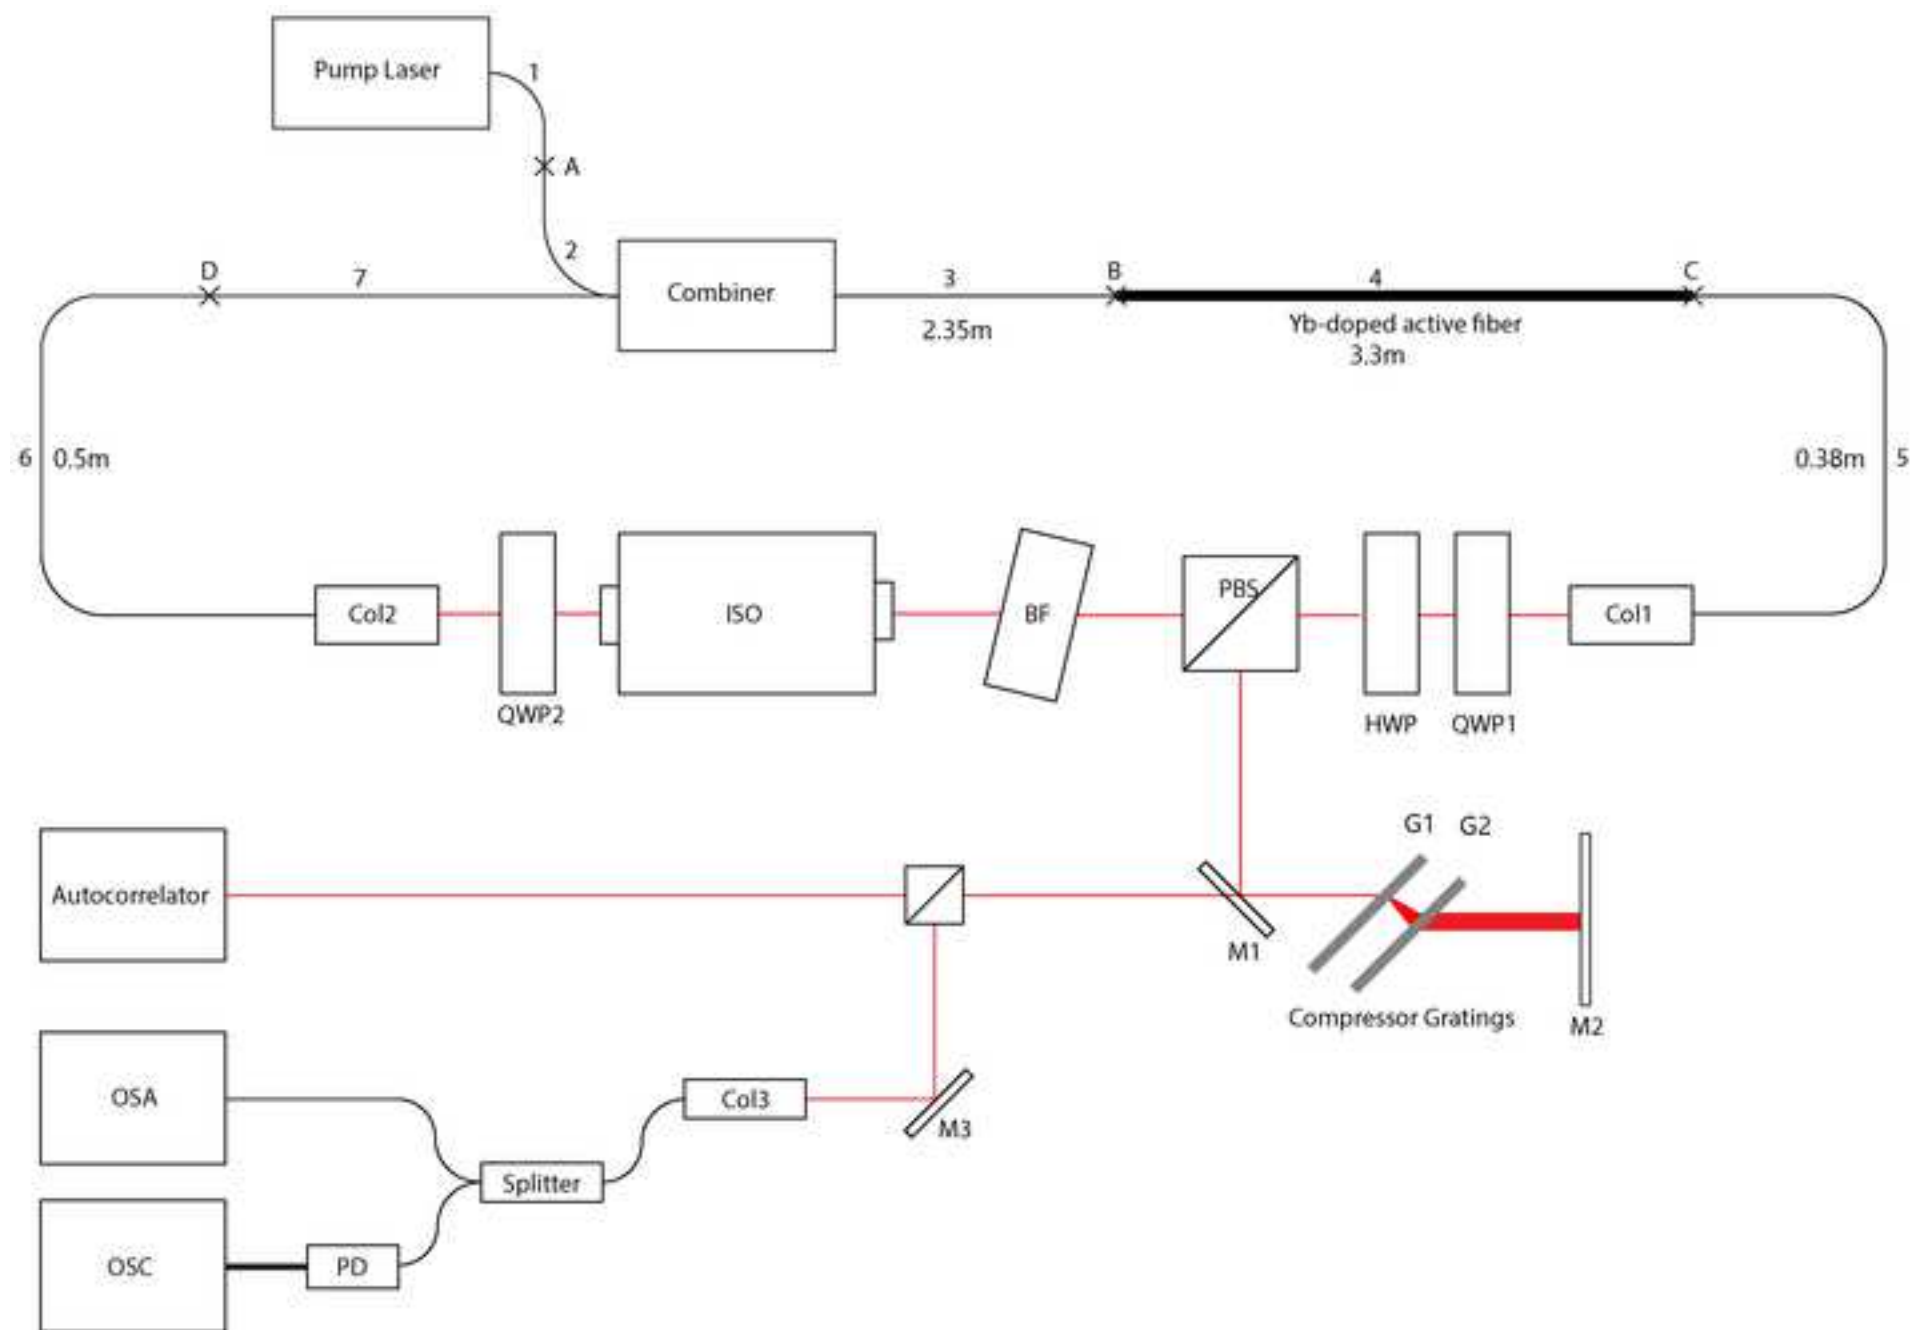 Pump Laser
1
A
2
D
7
Combiner
3
2.35m
B
4
C
Yb-doped active fiber
3.3m
6
0.5m
0.38m
5
Col2
QWP2
ISO
BF
PBS
HWP
QWP1
Col1
G1
G2
Autocorrelator
M1
Compressor Gratings
M2
OSA
Col3
M3
Splitter
OSC
PD